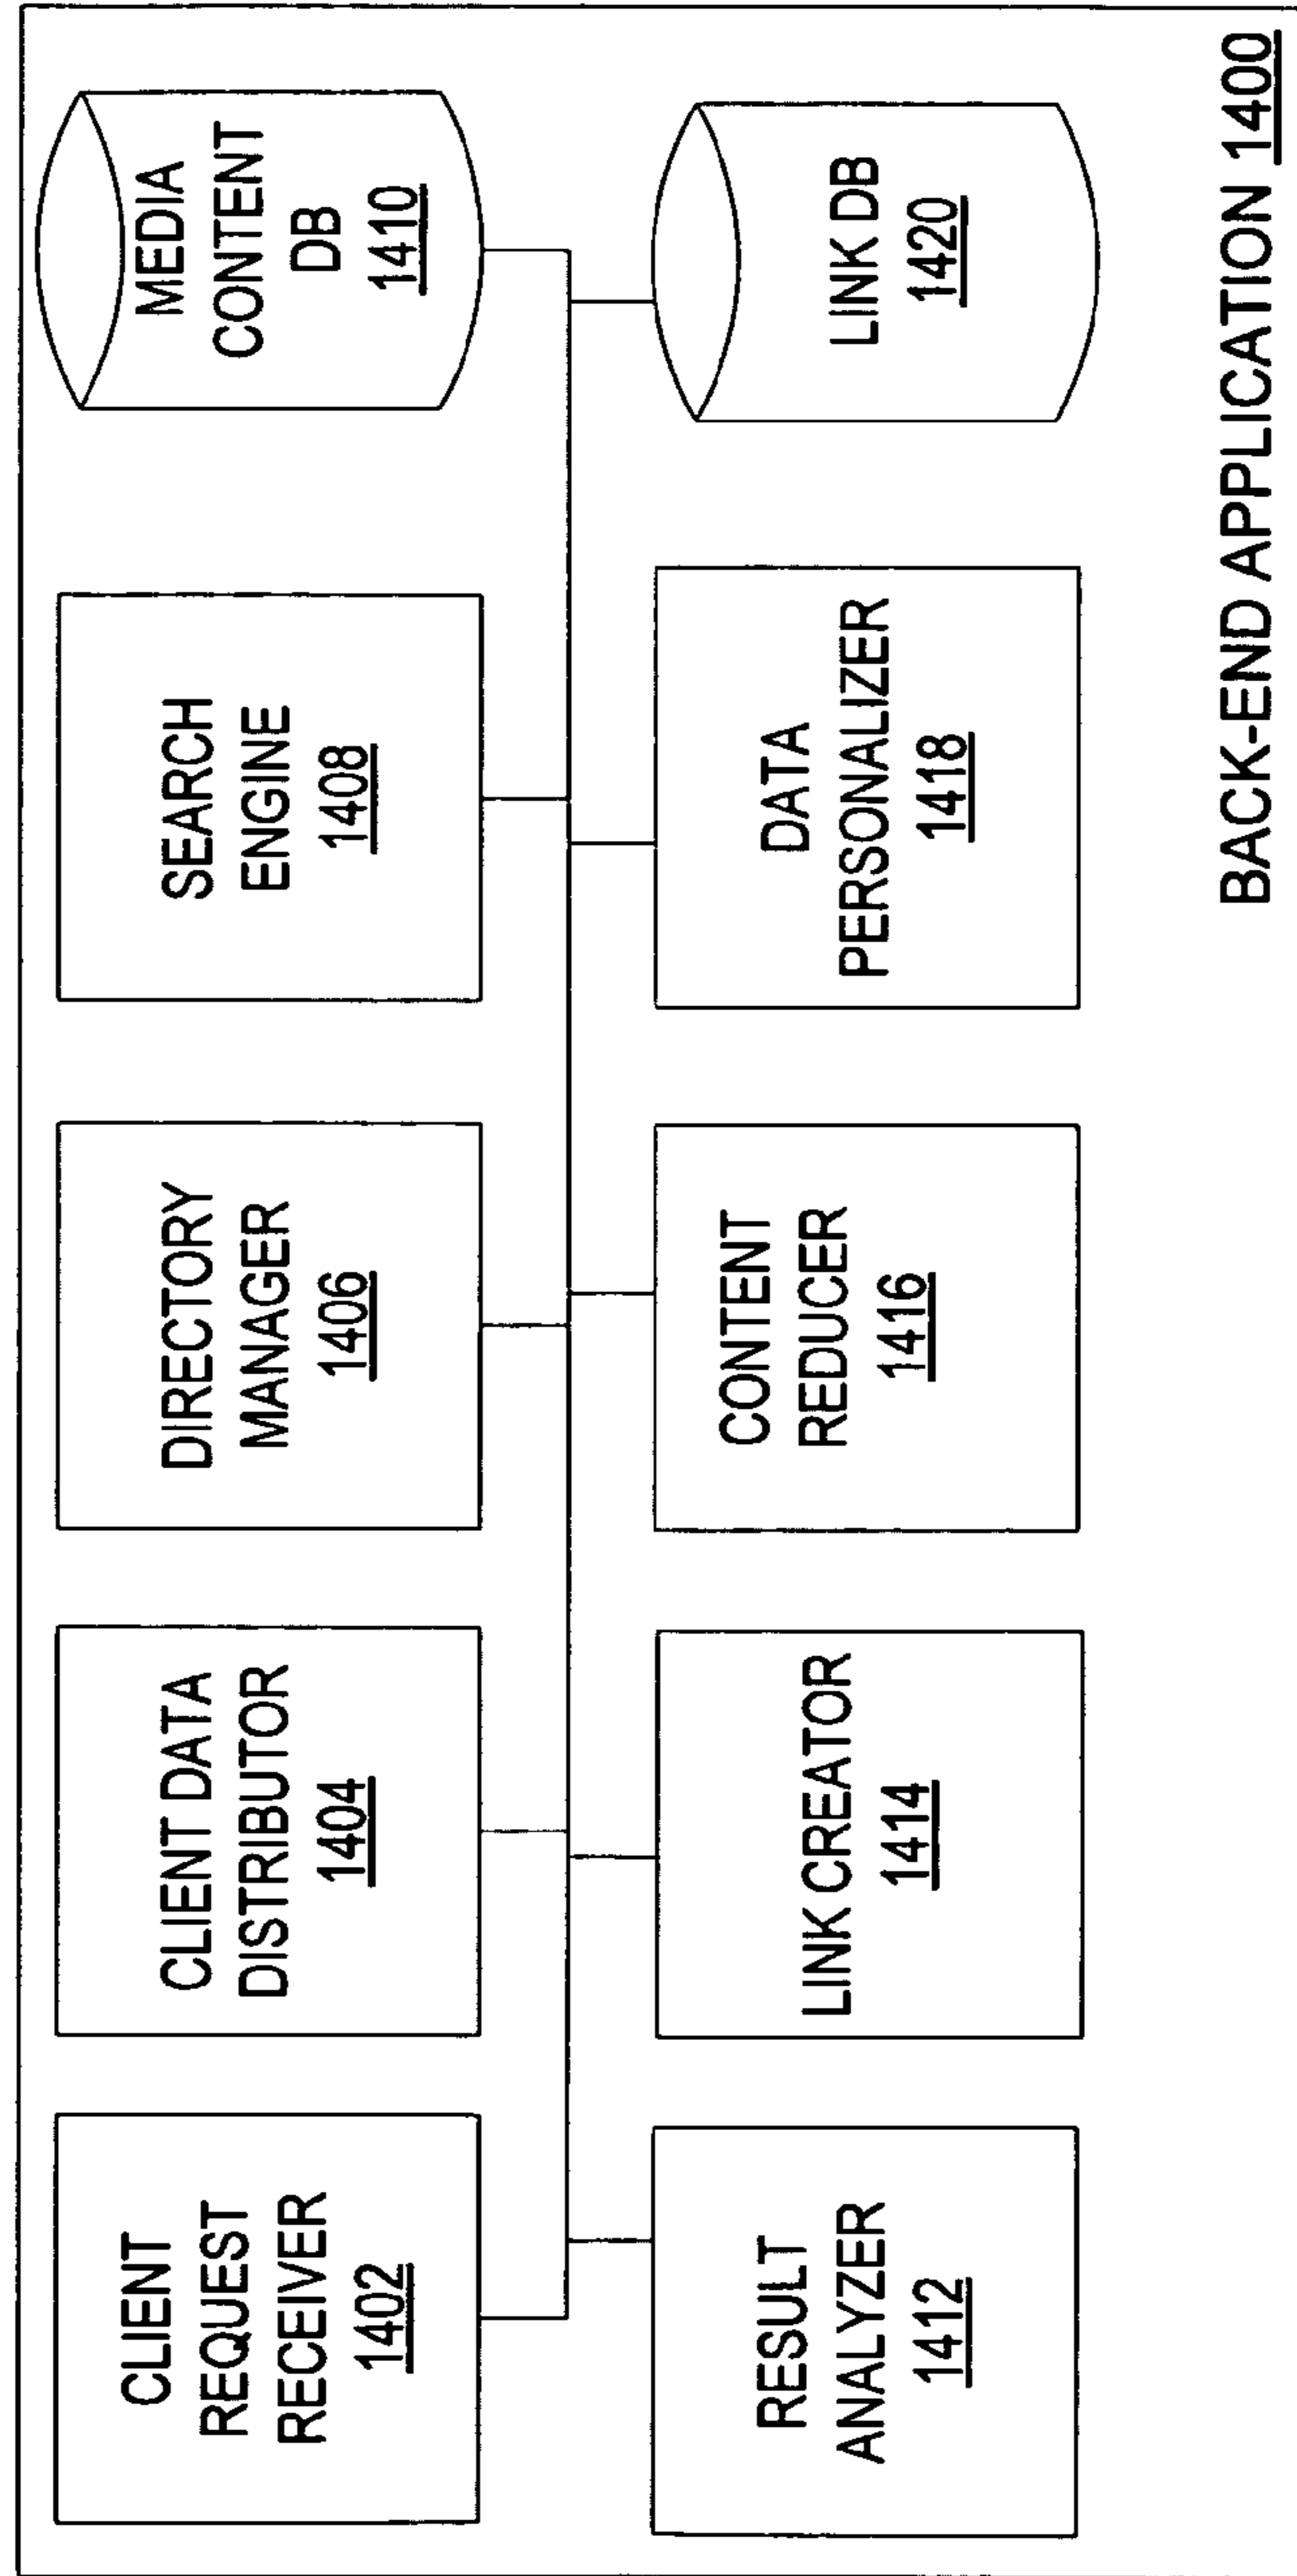 CLIENT
REQUEST
RECEIVER
1402
CLIENT DATA
DISTRIBUTOR
1404
DIRECTORY
MANAGER
1406
SEARCH
ENGINE
1408
MEDIA
CONTENT
DB
1410
RESULT
ANALYZER
1412
LINK CREATOR
1414
CONTENT
REDUCER
1416
DATA
PERSONALIZER
1418
LINK DB
1420
BACK-END APPLICATION 1400